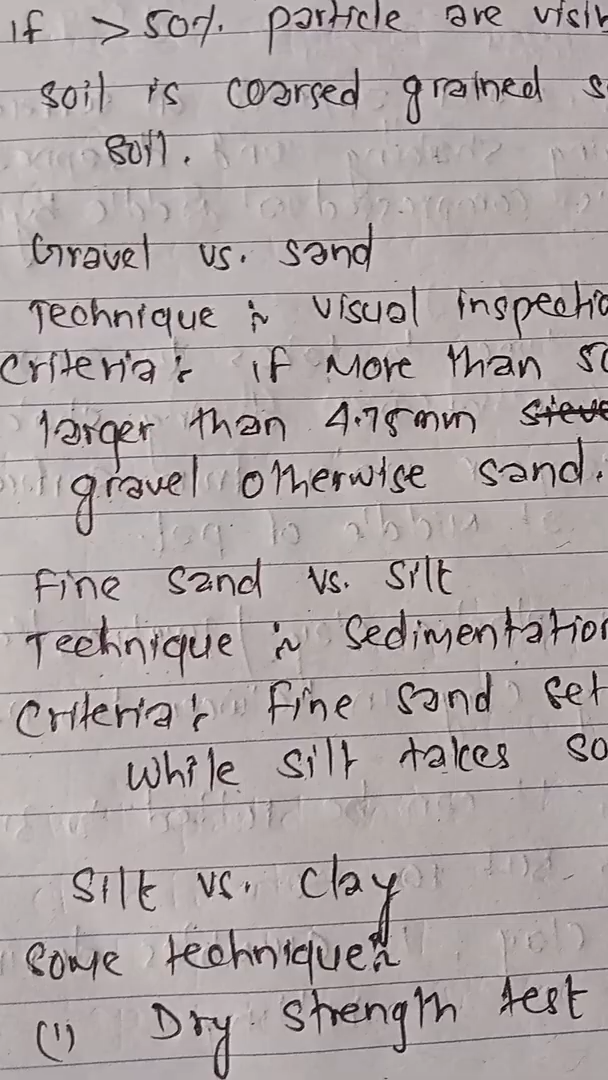 if > 50% particle are visib
soil is coarsed grained s
soil.
Gravel vs. sand
Technique :- visual inspectio
Criteria :- if More than 50
larger than 4.75mm sieve
gravel otherwise sand.
Fine sand vs. silt
Technique :- Sedimentation
Criteria :- Fine sand set
While silt takes so
Silt vs. Clay
Some technique :-
(1) Dry strength test